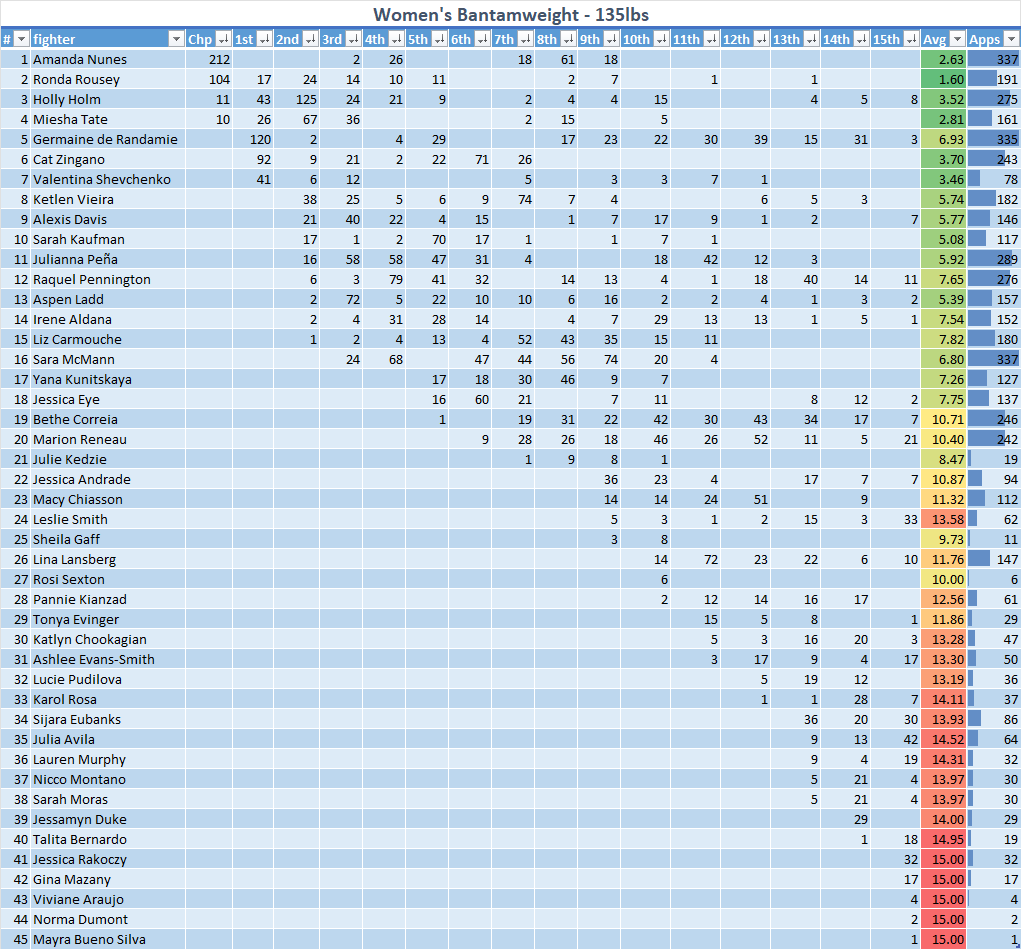 Women's Bantamweight - 135lbs
# fighter Chp 1st 2nd 3rd 4th 5th 6th 7th 8th 9th 10th 11th 12th 13th 14th 15th Avg Apps
1 Amanda Nunes 212 2 26 18 61 18 2.63 337
2 Ronda Rousey 104 17 24 14 10 11 2 7 1 1 1.60 191
3 Holly Holm 11 43 125 24 21 9 2 4 4 15 4 5 8 3.52 275
4 Miesha Tate 10 26 67 36 2 15 5 2.81 161
5 Germaine de Randamie 120 2 4 29 17 23 22 30 39 15 31 3 6.93 335
6 Cat Zingano 92 9 21 2 22 71 26 3.70 243
7 Valentina Shevchenko 41 6 12 5 3 3 7 1 3.46 78
8 Ketlen Vieira 38 25 5 6 9 74 7 4 6 5 3 5.74 182
9 Alexis Davis 21 40 22 4 15 1 7 17 9 1 2 7 5.77 146
10 Sarah Kaufman 17 1 2 70 17 1 1 7 1 5.08 117
11 Julianna Peña 16 58 58 47 31 4 18 42 12 3 5.92 289
12 Raquel Pennington 6 3 79 41 32 14 13 4 1 18 40 14 11 7.65 276
13 Aspen Ladd 2 72 5 22 10 10 6 16 2 2 4 1 3 2 5.39 157
14 Irene Aldana 2 4 31 28 14 4 7 29 13 13 1 5 1 7.54 152
15 Liz Carmouche 1 2 4 13 4 52 43 35 15 11 7.82 180
16 Sara McMann 24 68 47 44 56 74 20 4 6.80 337
17 Yana Kunitskaya 17 18 30 46 9 7 7.26 127
18 Jessica Eye 16 60 21 7 11 8 12 2 7.75 137
19 Bethe Correia 1 19 31 22 42 30 43 34 17 7 10.71 246
20 Marion Reneau 9 28 26 18 46 26 52 11 5 21 10.40 242
21 Julie Kedzie 1 9 8 1 8.47 19
22 Jessica Andrade 36 23 4 17 7 7 10.87 94
23 Macy Chiasson 14 14 24 51 9 11.32 112
24 Leslie Smith 5 3 1 2 15 3 33 13.58 62
25 Sheila Gaff 3 8 9.73 11
26 Lina Lansberg 14 72 23 22 6 10 11.76 147
27 Rosi Sexton 6 10.00 6
28 Pannie Kianzad 2 12 14 16 17 12.56 61
29 Tonya Evinger 15 5 8 1 11.86 29
30 Katlyn Chookagian 5 3 16 20 3 13.28 47
31 Ashlee Evans-Smith 3 17 9 4 17 13.30 50
32 Lucie Pudilova 5 19 12 13.19 36
33 Karol Rosa 1 1 28 7 14.11 37
34 Sijara Eubanks 36 20 30 13.93 86
35 Julia Avila 9 13 42 14.52 64
36 Lauren Murphy 9 4 19 14.31 32
37 Nicco Montano 5 21 4 13.97 30
38 Sarah Moras 5 21 4 13.97 30
39 Jessamyn Duke 29 14.00 29
40 Talita Bernardo 1 18 14.95 19
41 Jessica Rakoczy 32 15.00 32
42 Gina Mazany 17 15.00 17
43 Viviane Araujo 4 15.00 4
44 Norma Dumont 2 15.00 2
45 Mayra Bueno Silva 1 15.00 1